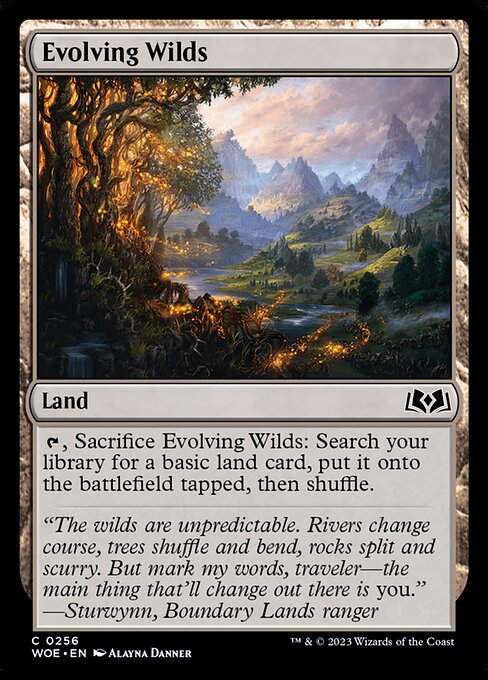 Evolving Wilds
Land
, Sacrifice Evolving Wilds: Search your
library for a basic land card, put it onto
the battlefield tapped, then shuffle.
“The wilds are unpredictable. Rivers change
course, trees shuffle and bend, rocks split and
scurry. But mark my words, traveler—the
main thing that’ll change out there is you.”
—Sturwynn, Boundary Lands ranger
C 0256
WOE • EN ALAYNA DANNER
™ & © 2023 Wizards of the Coast